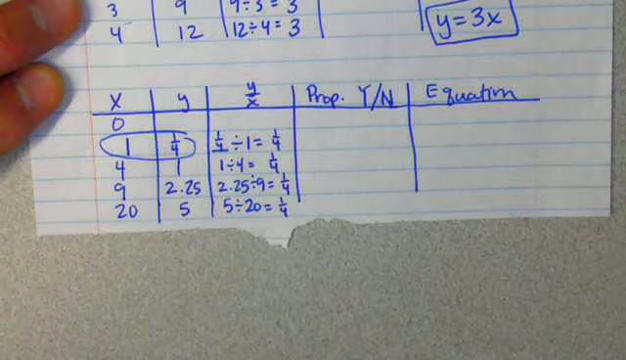 3 9 9÷3=3
4 12 12÷4=3
y=3x
x y y/x Prop. Y/N Equation
0
1 1/4 1/4÷1=1/4
4 1 1÷4=1/4
9 2.25 2.25÷9=1/4
20 5 5÷20=1/4